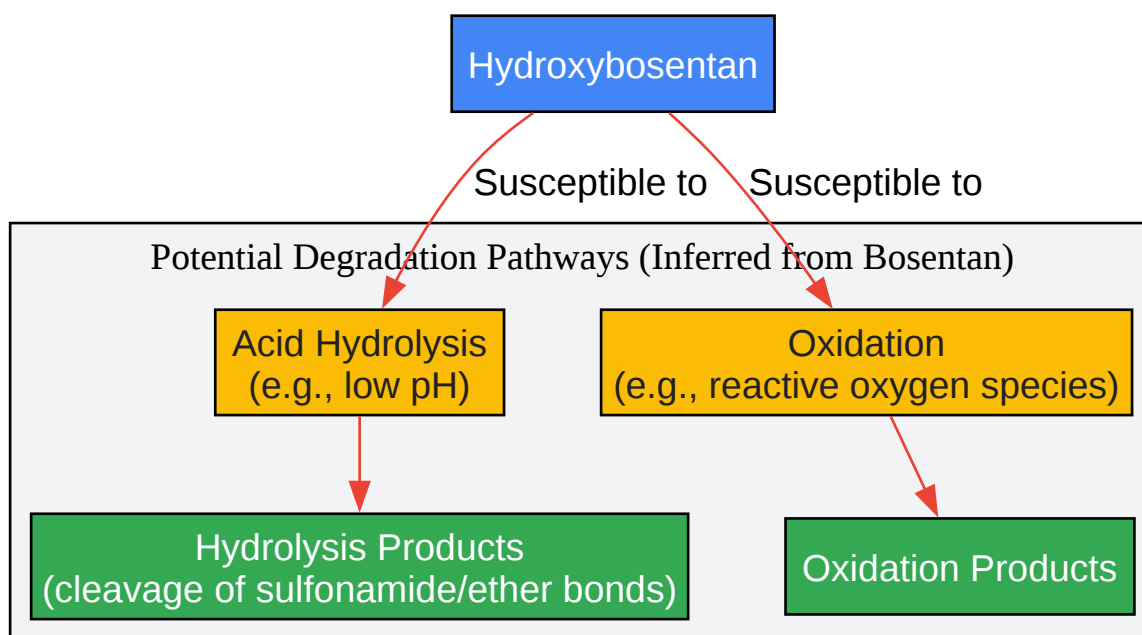 Hydroxybosentan
Susceptible to
Susceptible to
Potential Degradation Pathways (Inferred from Bosentan)
Acid Hydrolysis
(e.g., low pH)
Oxidation
(e.g., reactive oxygen species)
Hydrolysis Products
(cleavage of sulfonamide/ether bonds)
Oxidation Products